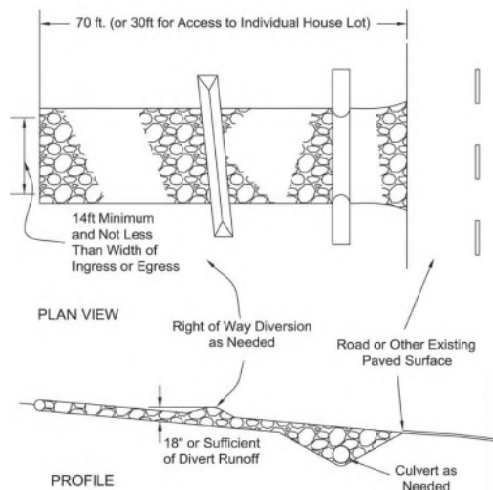 70 ft. (or 30ft for Access to Individual House Lot)
14ft Minimum
and Not Less
Than Width of
Ingress or Egress
PLAN VIEW
Right of Way Diversion
as Needed
Road or Other Existing
Paved Surface
18" or Sufficient
of Divert Runoff
Culvert as
Needed
PROFILE